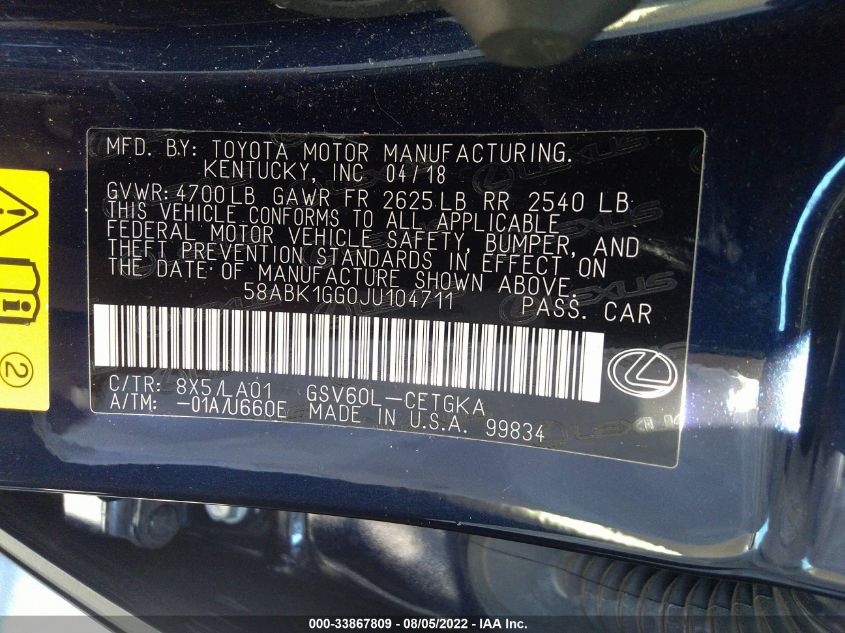 MFD. BY: TOYOTA MOTOR MANUFACTURING.
KENTUCKY, INC 04/18
GVWR: 4700 LB GAWR FR 2625 LB RR 2540 LB
THIS VEHICLE CONFORMS TO ALL APPLICABLE
FEDERAL MOTOR VEHICLE SAFETY, BUMPER, AND
THEFT PREVENTION STANDARDS IN EFFECT ON
THE DATE OF MANUFACTURE SHOWN ABOVE.
58ABK1GG0JU104711 PASS. CAR
C/TR: 8X5/LA01 GSV60L-CETGKA
A/TM: -01A/U660E MADE IN U.S.A. 99834
2
LEXUS
000-33867809 - 08/05/2022 - IAA Inc.